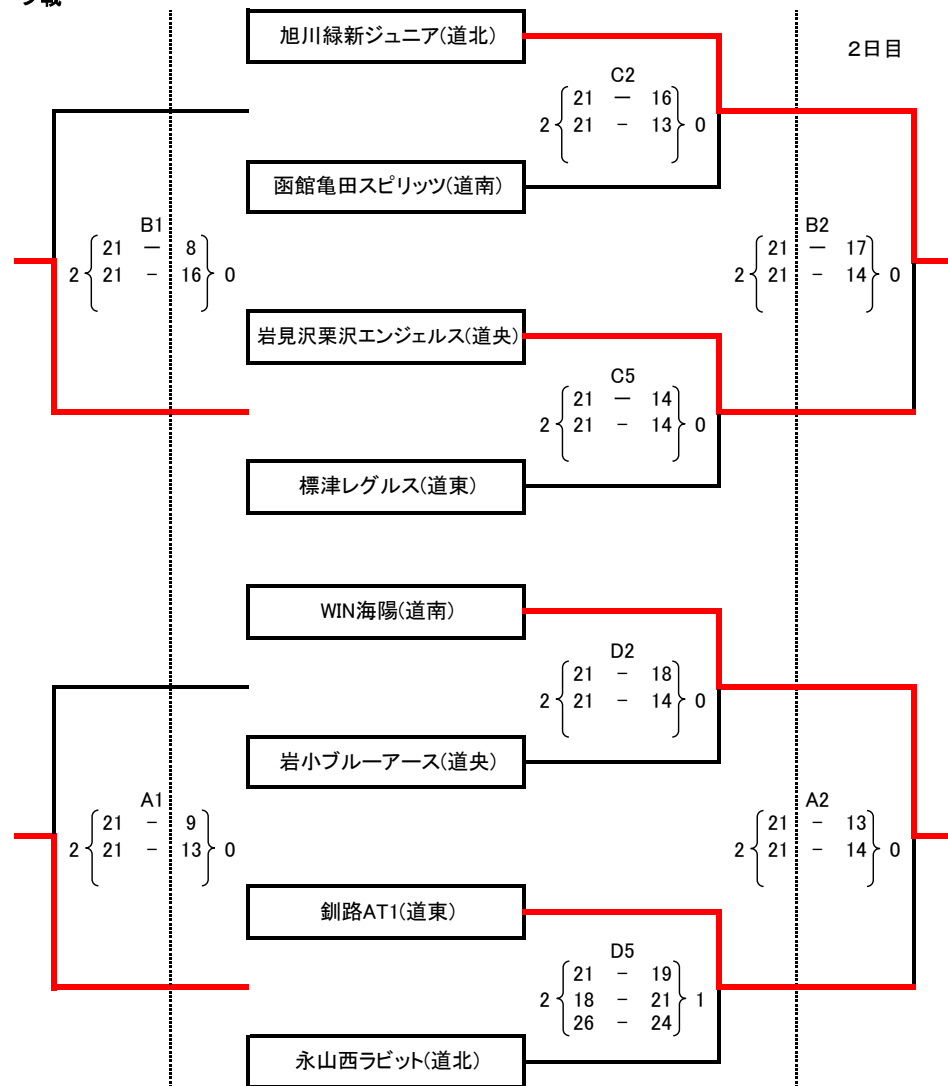 旭川緑新ジュニア(道北)
2日目
C2
21 ー 16
2 21 - 13 0
函館亀田スピリッツ(道南)
B1
21 ー 8
2 21 - 16 0
B2
21 ー 17
2 21 - 14 0
岩見沢栗沢エンジェルス(道央)
C5
21 ー 14
2 21 - 14 0
標津レグルス(道東)
WIN海陽(道南)
D2
21 - 18
2 21 - 14 0
岩小ブルーアース(道央)
A1
21 - 9
2 21 - 13 0
A2
21 - 13
2 21 - 14 0
釧路AT1(道東)
D5
21 - 19
2 18 - 21 1
26 - 24
永山西ラビット(道北)